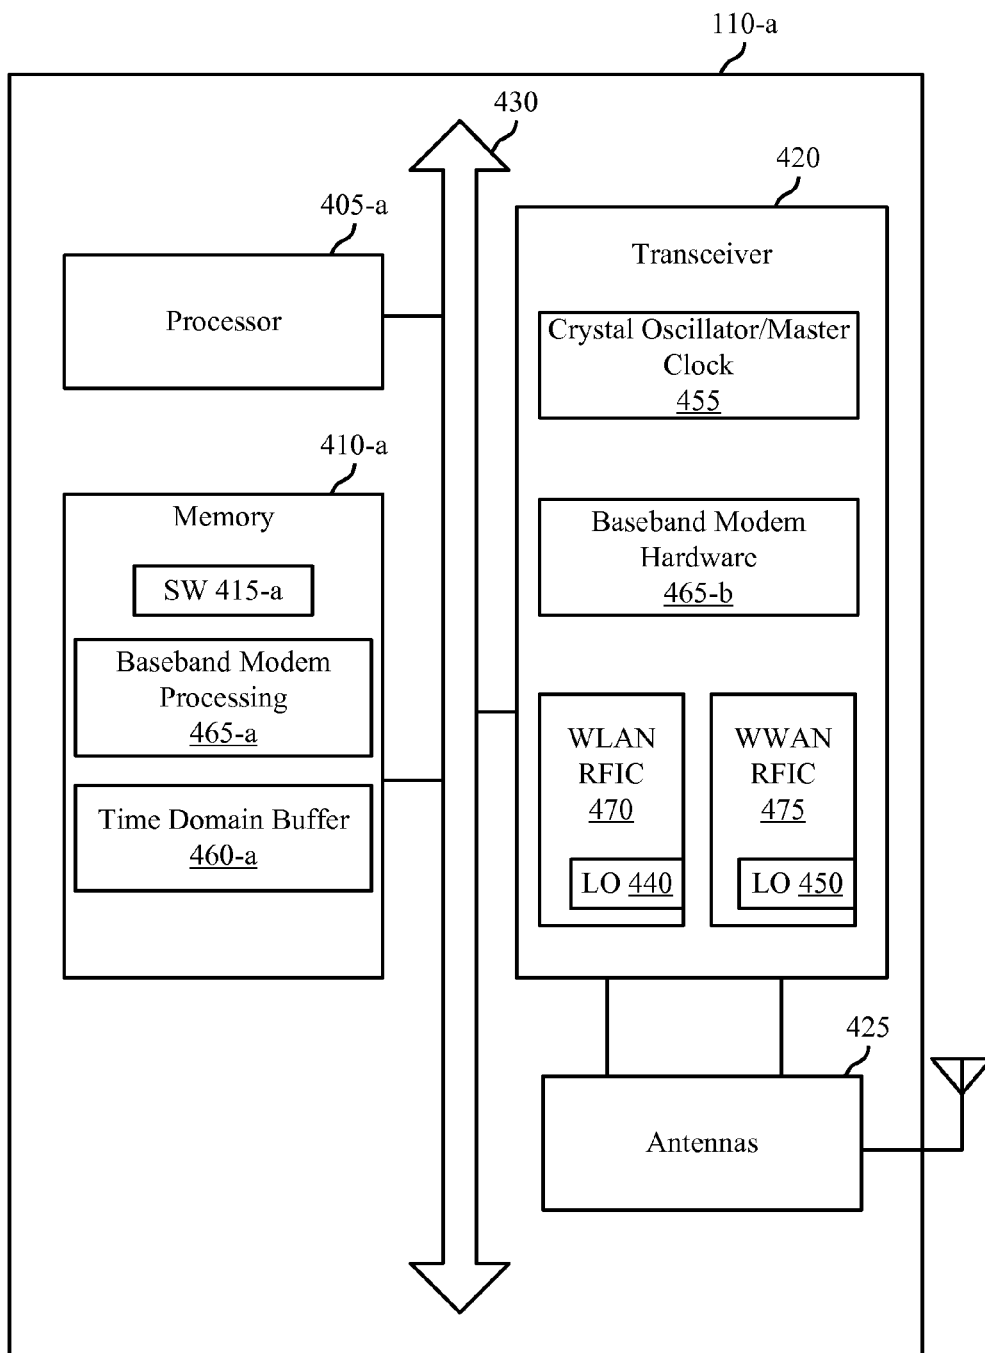 110-a
430
420
405-a
Transceiver
Processor
Crystal Oscillator/Master
Clock
455
410-a
Memory
SW 415-a
Baseband Modem
Processing
465-a
Time Domain Buffer
460-a
Baseband Modem
Hardware
465-b
WLAN
RFIC
470
LO 440
WWAN
RFIC
475
LO 450
425
Antennas